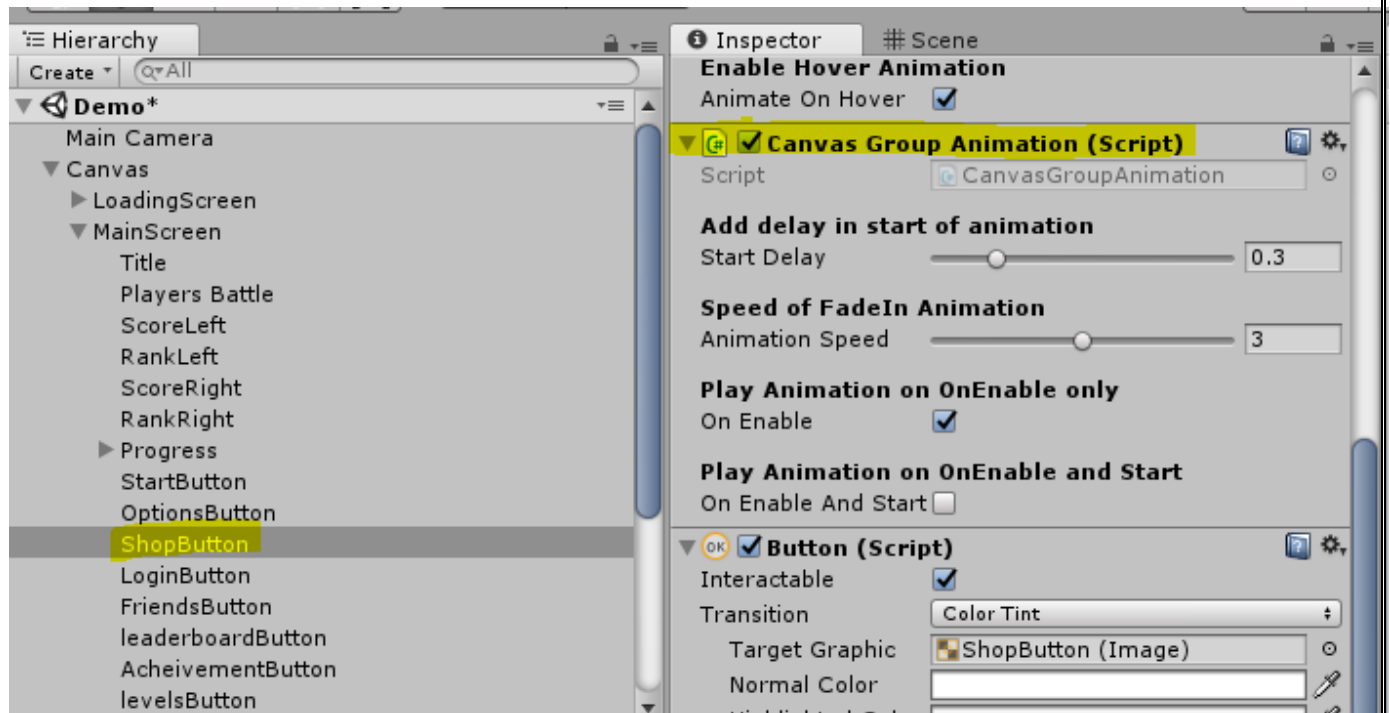 Hierarchy
Create
All
Demo*
Main Camera
Canvas
LoadingScreen
MainScreen
Title
Players Battle
ScoreLeft
RankLeft
ScoreRight
RankRight
Progress
StartButton
OptionsButton
ShopButton
LoginButton
FriendsButton
leaderboardButton
AcheivementButton
levelsButton
Inspector
Scene
Enable Hover Animation
Animate On Hover
C#
Canvas Group Animation (Script)
Script CanvasGroupAnimation
Add delay in start of animation
Start Delay 0.3
Speed of FadeIn Animation
Animation Speed 3
Play Animation on OnEnable only
On Enable
Play Animation on OnEnable and Start
On Enable And Start
OK Button (Script)
Interactable
Transition Color Tint
Target Graphic ShopButton (Image)
Normal Color